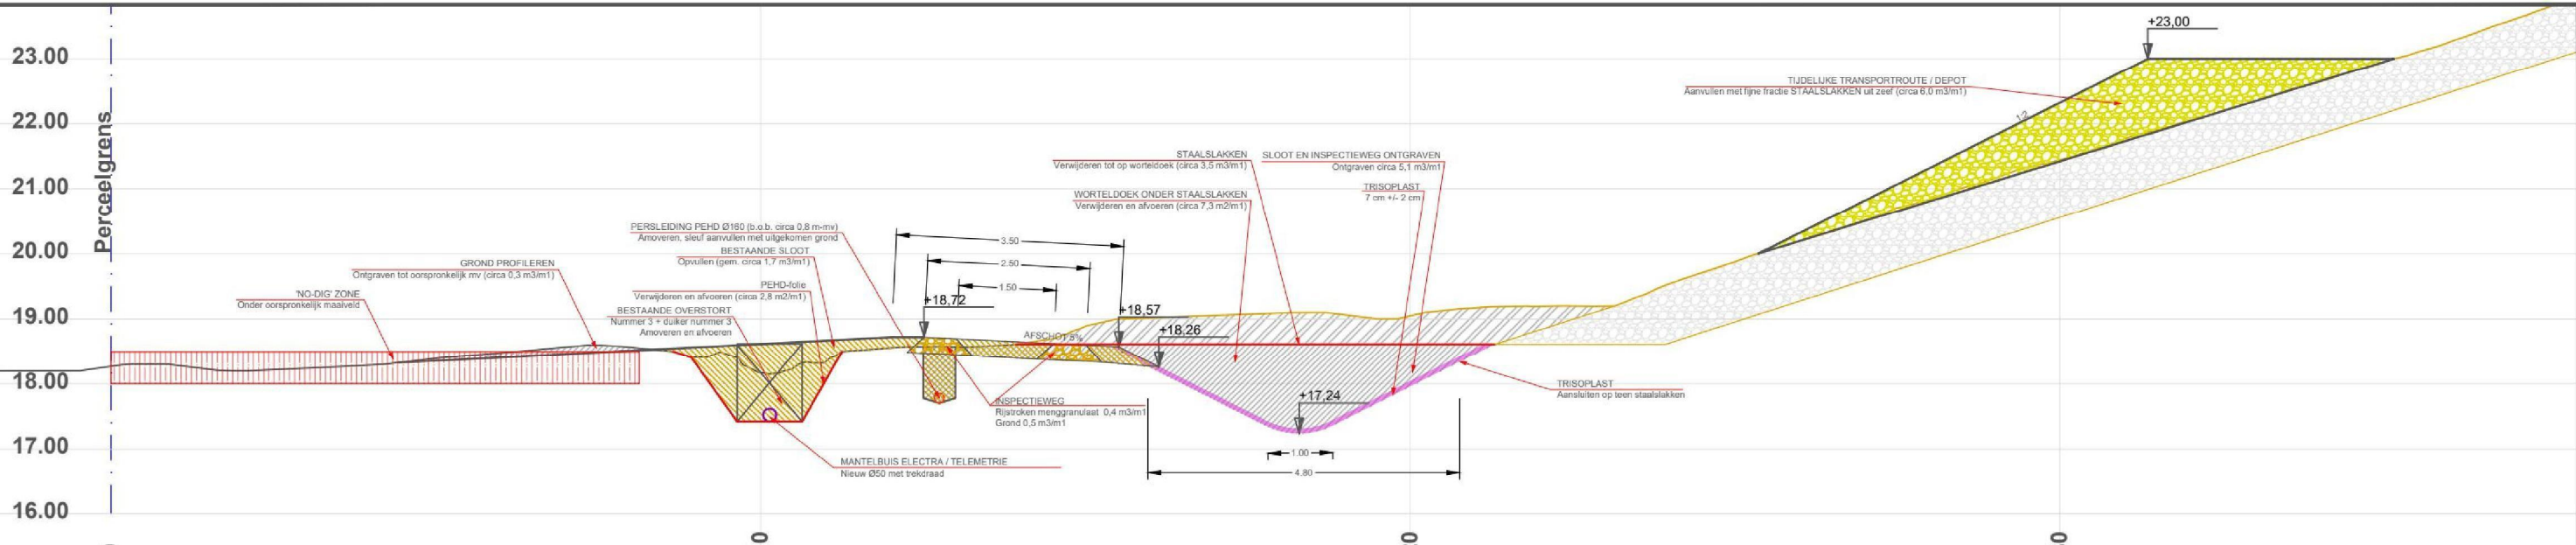 23.00
22.00
21.00
20.00
19.00
18.00
17.00
16.00
Perceelgrens
'NO-DIG' ZONE
Onder oorspronkelijk maaiveld
GROND PROFILEREN
Ontgraven tot oorspronkelijk mv (circa 0,3 m3/m1)
PERSLEIDING PEHD Ø160 (b.o.b. circa 0,8 m-mv)
Amoveren, sleuf aanvullen met uitgekomen grond
BESTAANDE SLOOT
Opvullen (gem. circa 1,7 m3/m1)
PEHD-folie
Verwijderen en afvoeren (circa 2,8 m2/m1)
BESTAANDE OVERSTORT
Nummer 3 + duiker nummer 3
Amoveren en afvoeren
MANTELBUIS ELECTRA / TELEMETRIE
Nieuw Ø50 met trekdraad
3.50
2.50
1.50
+18,72
AFSCHOT 5%
INSPECTIEWEG
Rijstroken menggranulaat 0,4 m3/m1
Grond 0,5 m3/m1
STAALSLAKKEN
Verwijderen tot op worteldoek (circa 3,5 m3/m1)
WORTELDOEK ONDER STAALSLAKKEN
Verwijderen en afvoeren (circa 7,3 m2/m1)
SLOOT EN INSPECTIEWEG ONTGRAVEN
Ontgraven circa 5,1 m3/m1
TRISOPLAST
7 cm +/- 2 cm
+18,57
+18,26
+17,24
1.00
4.80
TRISOPLAST
Aansluiten op teen staalslakken
TIJDELIJKE TRANSPORTROUTE / DEPOT
Aanvullen met fijne fractie STAALSLAKKEN uit zeef (circa 6,0 m3/m1)
1:2
+23,00
0
0
0